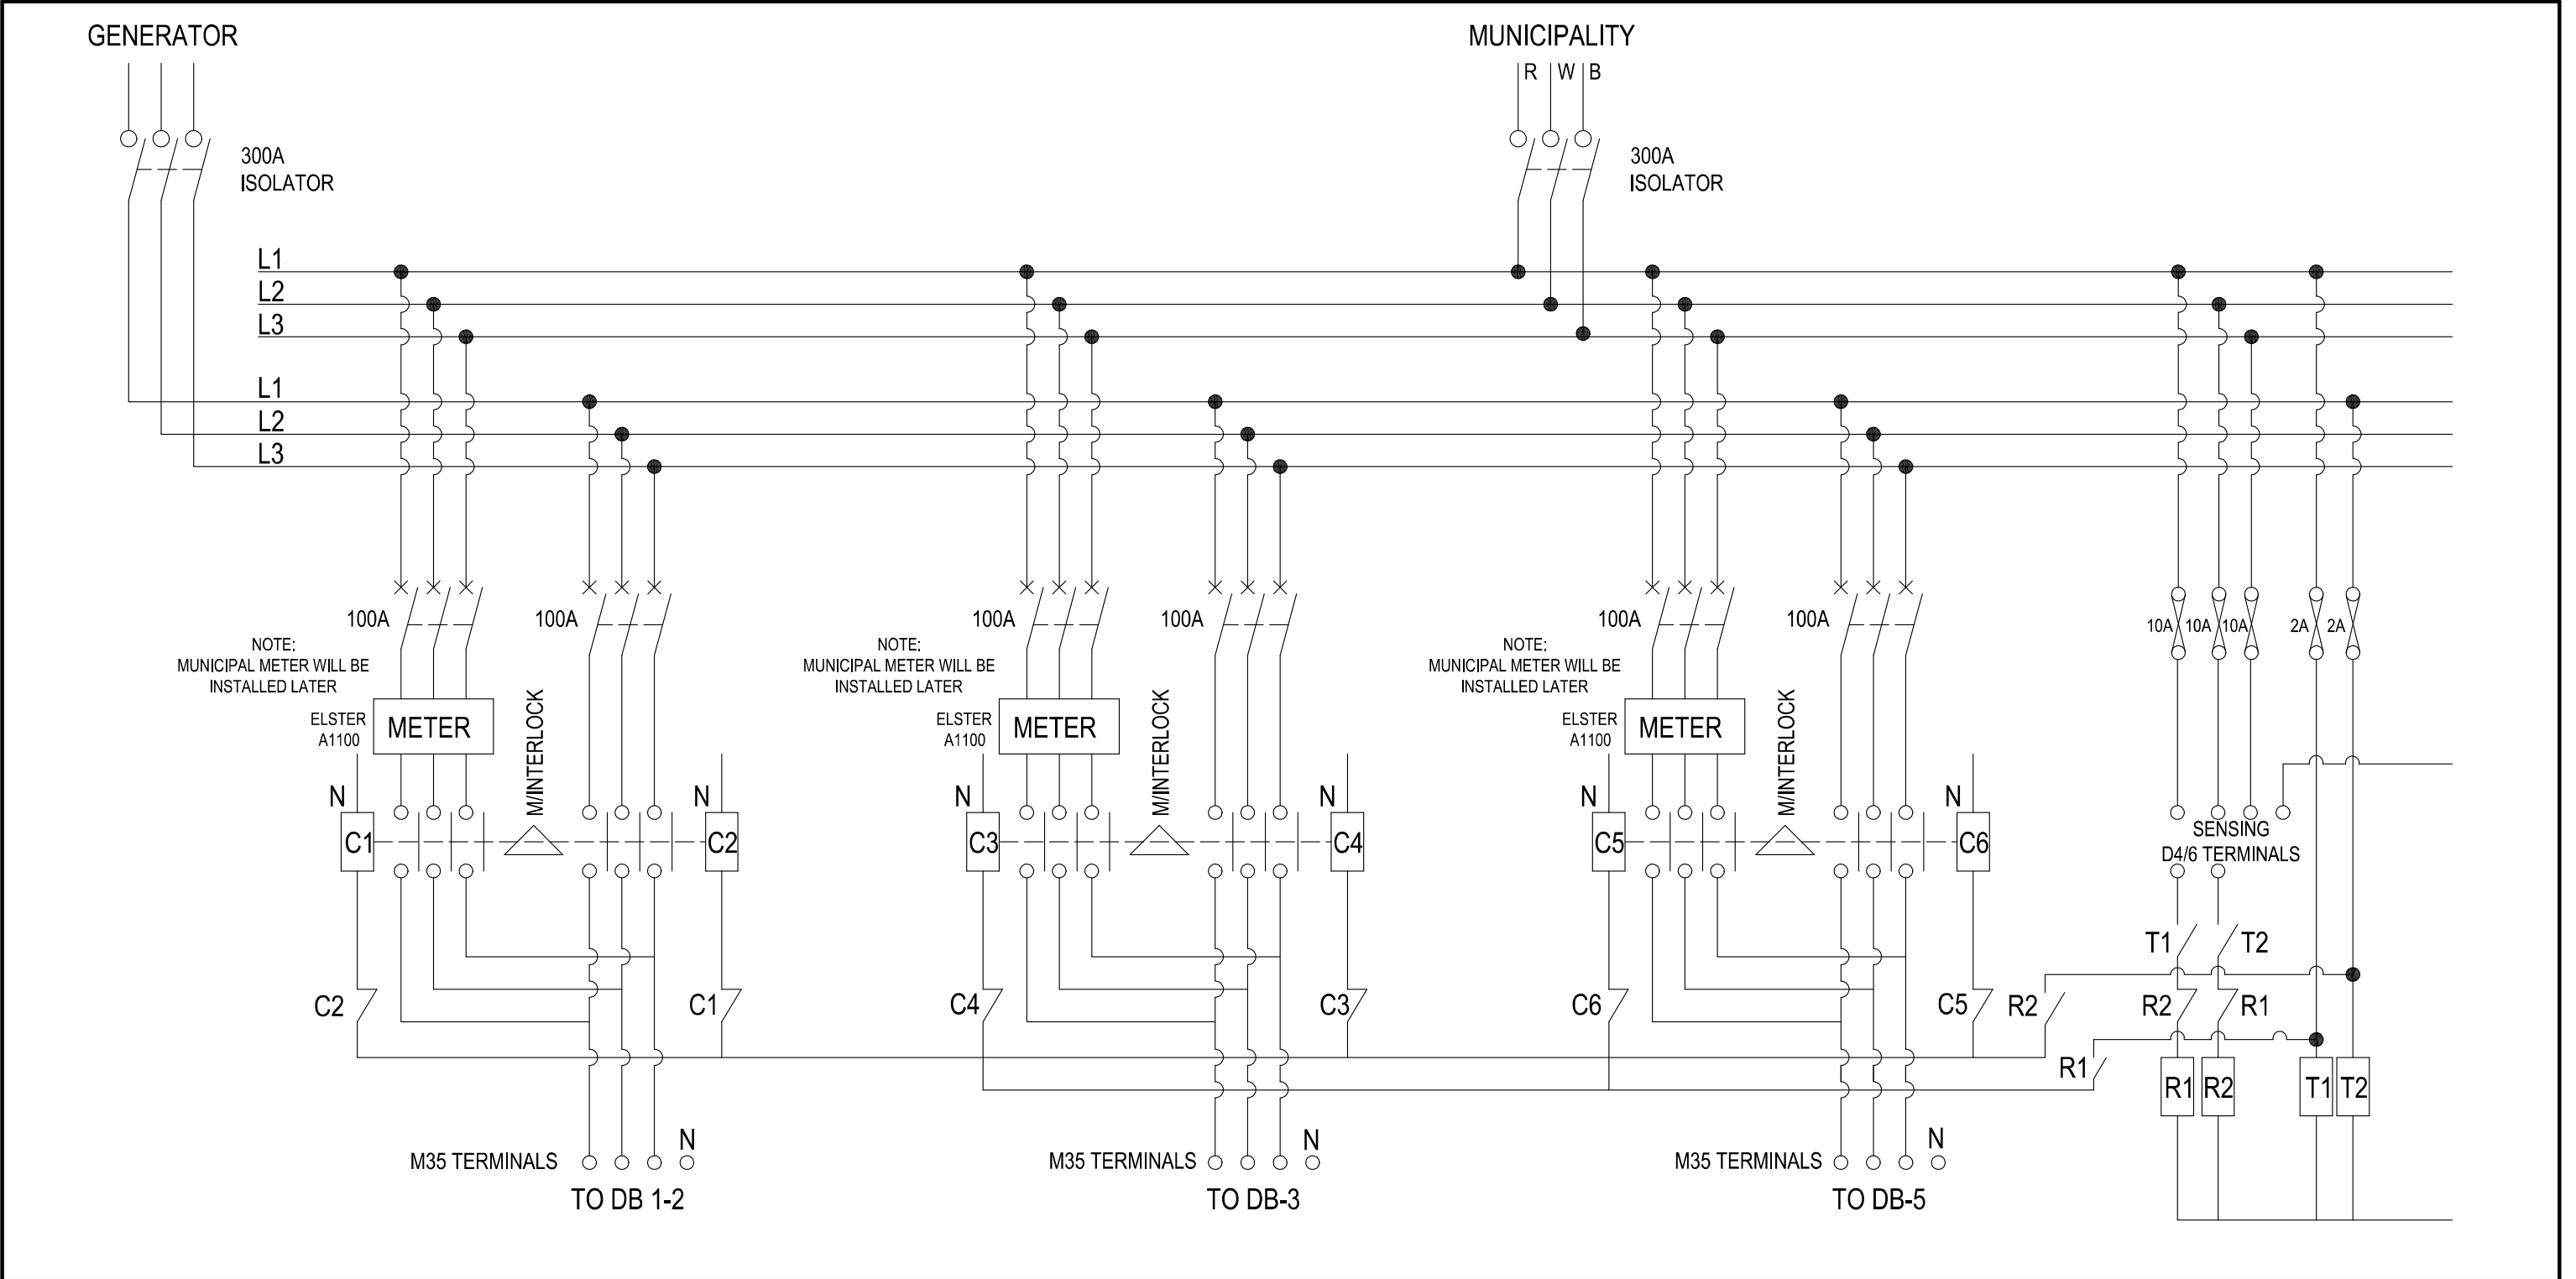 GENERATOR
MUNICIPALITY
R W B
300A
ISOLATOR
300A
ISOLATOR
L1
L2
L3
L1
L2
L3
100A
100A
100A
100A
100A
100A
10A
10A
10A
2A
2A
NOTE:
MUNICIPAL METER WILL BE
INSTALLED LATER
NOTE:
MUNICIPAL METER WILL BE
INSTALLED LATER
NOTE:
MUNICIPAL METER WILL BE
INSTALLED LATER
ELSTER
A1100
METER
M/INTERLOCK
ELSTER
A1100
METER
M/INTERLOCK
ELSTER
A1100
METER
M/INTERLOCK
N
N
N
N
N
N
C1
C2
C3
C4
C5
C6
SENSING
D4/6 TERMINALS
T1
T2
C2
C1
C4
C3
C6
C5
R2
R2
R1
R1
R1
R2
T1
T2
M35 TERMINALS
N
M35 TERMINALS
N
M35 TERMINALS
N
TO DB 1-2
TO DB-3
TO DB-5